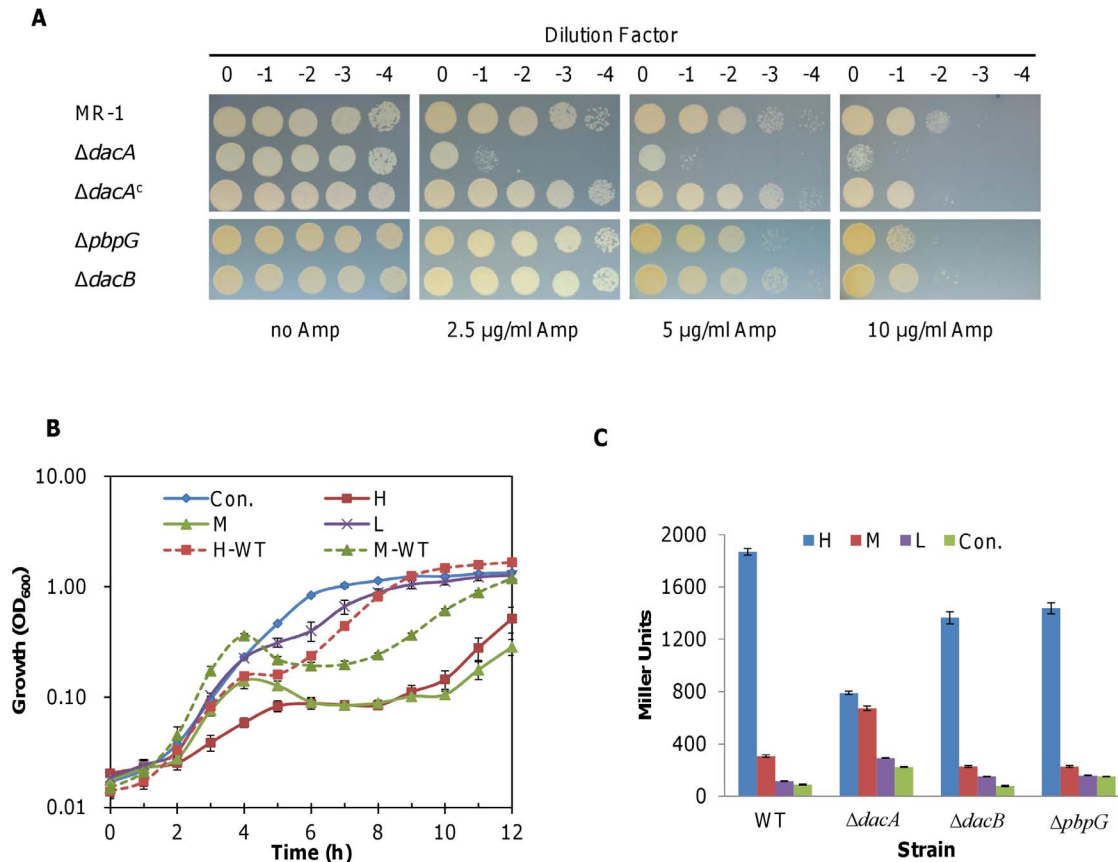 A
Dilution Factor
0 -1 -2 -3 -4 0 -1 -2 -3 -4 0 -1 -2 -3 -4 0 -1 -2 -3 -4
MR-1
ΔdacA
ΔdacAᶜ
ΔpbpG
ΔdacB
no Amp 2.5 µg/ml Amp 5 µg/ml Amp 10 µg/ml Amp
B
Growth (OD₆₀₀)
10.00
1.00
0.10
0.01
Con. H
M L
H-WT M-WT
0 2 4 6 8 10 12
Time (h)
C
Miller Units
2000
1600
1200
800
400
0
H M L Con.
WT ΔdacA ΔdacB ΔpbpG
Strain